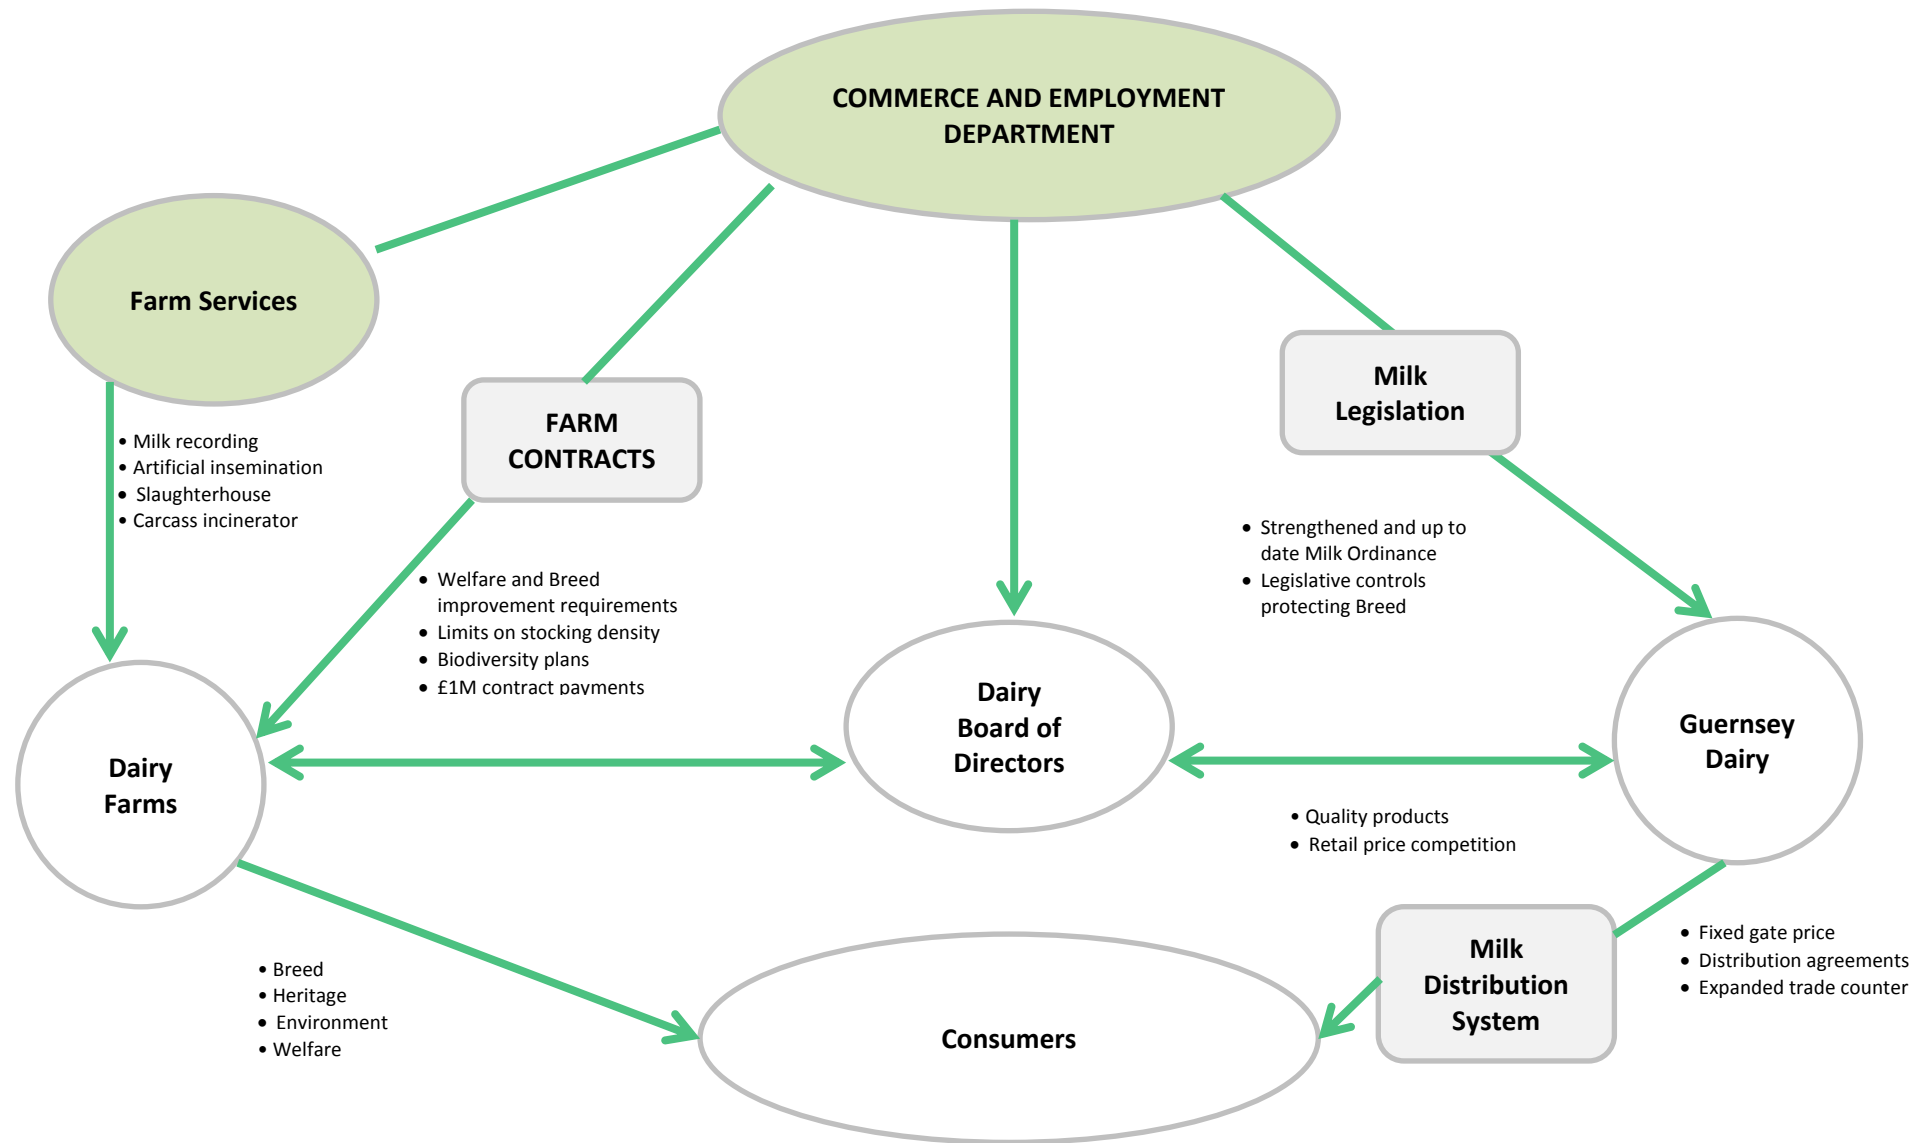 COMMERCE AND EMPLOYMENT
DEPARTMENT
Farm Services
Milk
Legislation
FARM
CONTRACTS
• Milk recording
• Artificial insemination
• Slaughterhouse
• Carcass incinerator
• Strengthened and up to
date Milk Ordinance
• Legislative controls
protecting Breed
• Welfare and Breed
improvement requirements
• Limits on stocking density
• Biodiversity plans
• £1M contract payments
Dairy
Board of
Directors
Guernsey
Dairy
Dairy
Farms
• Quality products
• Retail price competition
• Breed
• Heritage
• Environment
• Welfare
Consumers
Milk
Distribution
System
• Fixed gate price
• Distribution agreements
• Expanded trade counter